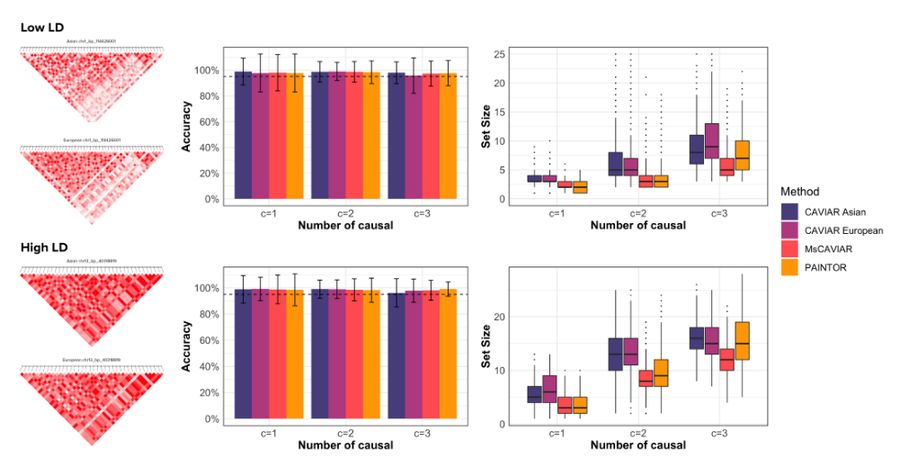 Low LD
Accuracy
100%
80%
60%
40%
20%
0%
c=1
c=2
c=3
Number of causal
Set Size
25
20
15
10
5
0
c=1
c=2
c=3
Number of causal
Method
CAVIAR Asian
CAVIAR European
MsCAVIAR
PAINTOR
High LD
Accuracy
100%
80%
60%
40%
20%
0%
c=1
c=2
c=3
Number of causal
Set Size
20
10
0
c=1
c=2
c=3
Number of causal